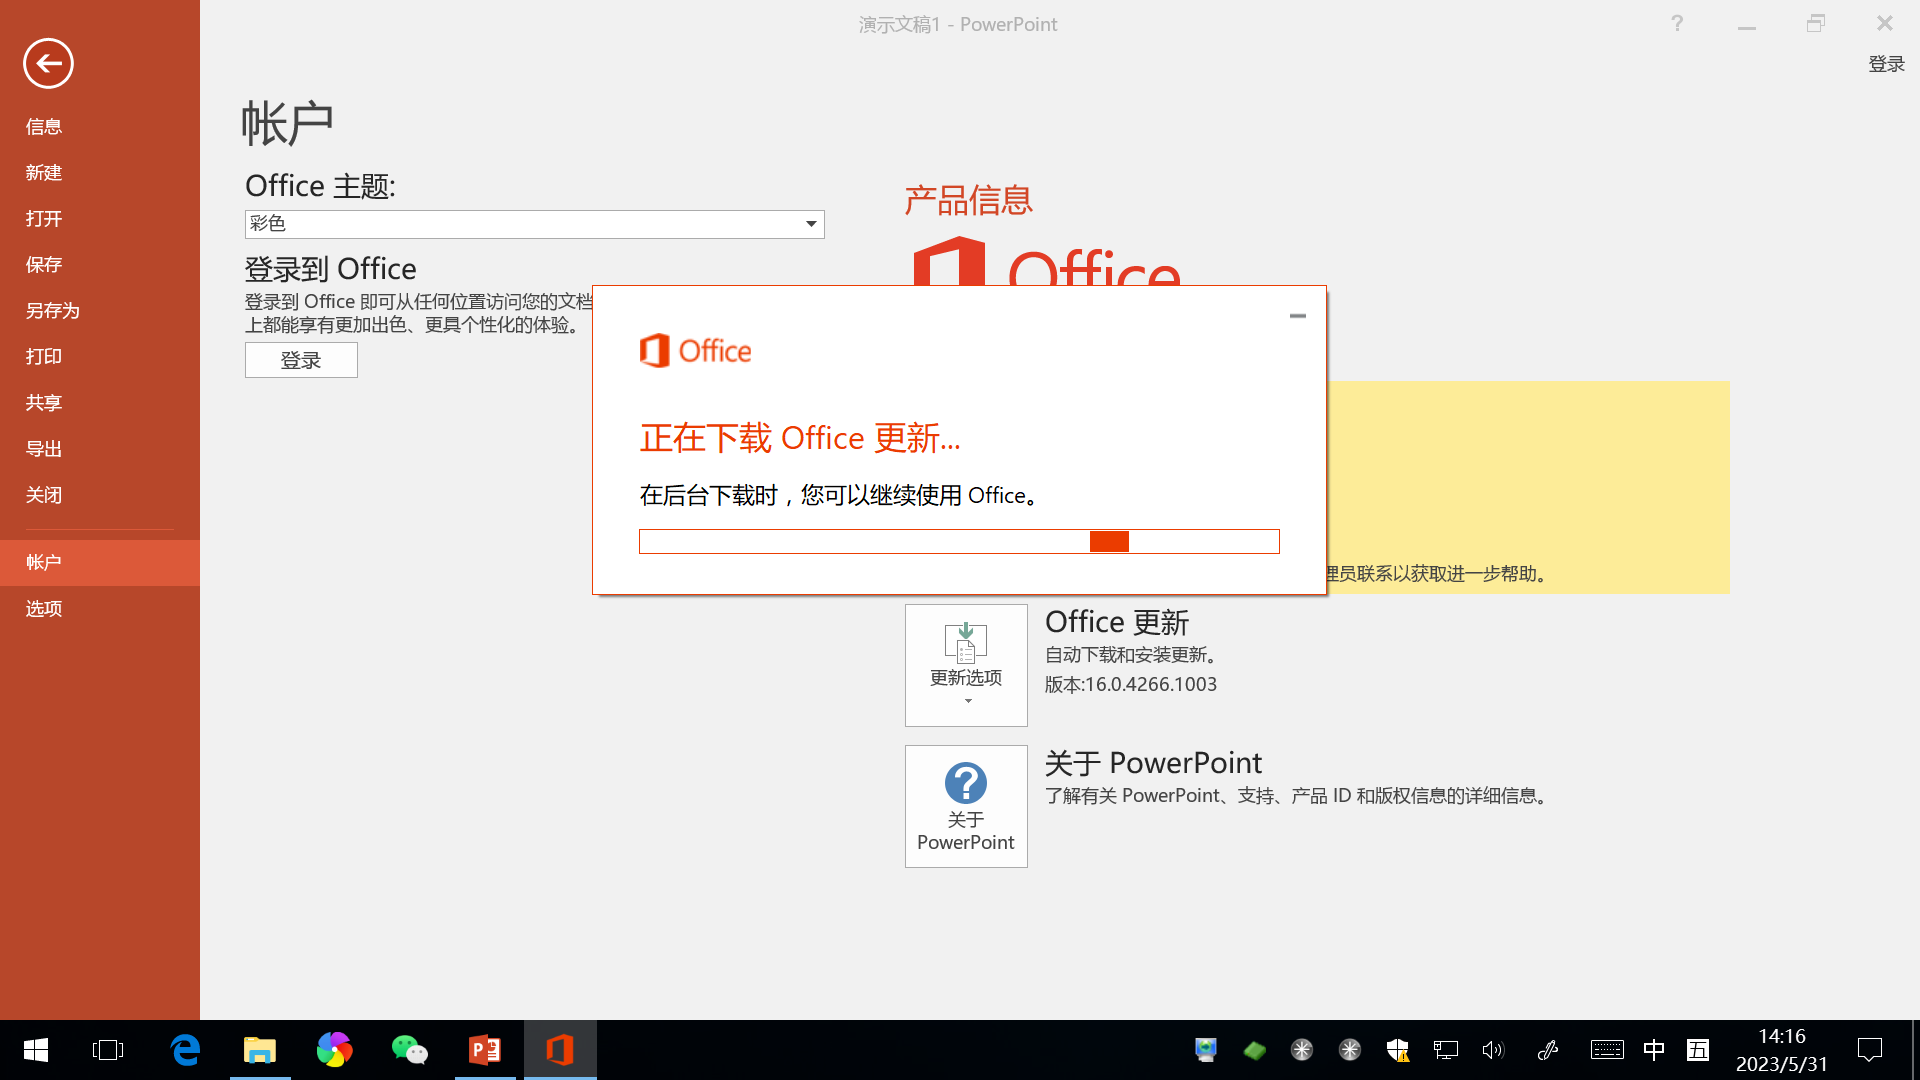 演示文稿1 - PowerPoint
?
登录
信息
新建
打开
保存
另存为
打印
共享
导出
关闭
帐户
选项
帐户
Office 主题:
彩色
登录到 Office
登录到 Office 即可从任何位置访问您的文档
上都能享有更加出色、更具个性化的体验。
登录
产品信息
Office
Office
正在下载 Office 更新...
在后台下载时，您可以继续使用 Office。
理员联系以获取进一步帮助。
更新选项
Office 更新
自动下载和安装更新。
版本:16.0.4266.1003
关于
PowerPoint
关于 PowerPoint
了解有关 PowerPoint、支持、产品 ID 和版权信息的详细信息。
中
五
14:16
2023/5/31